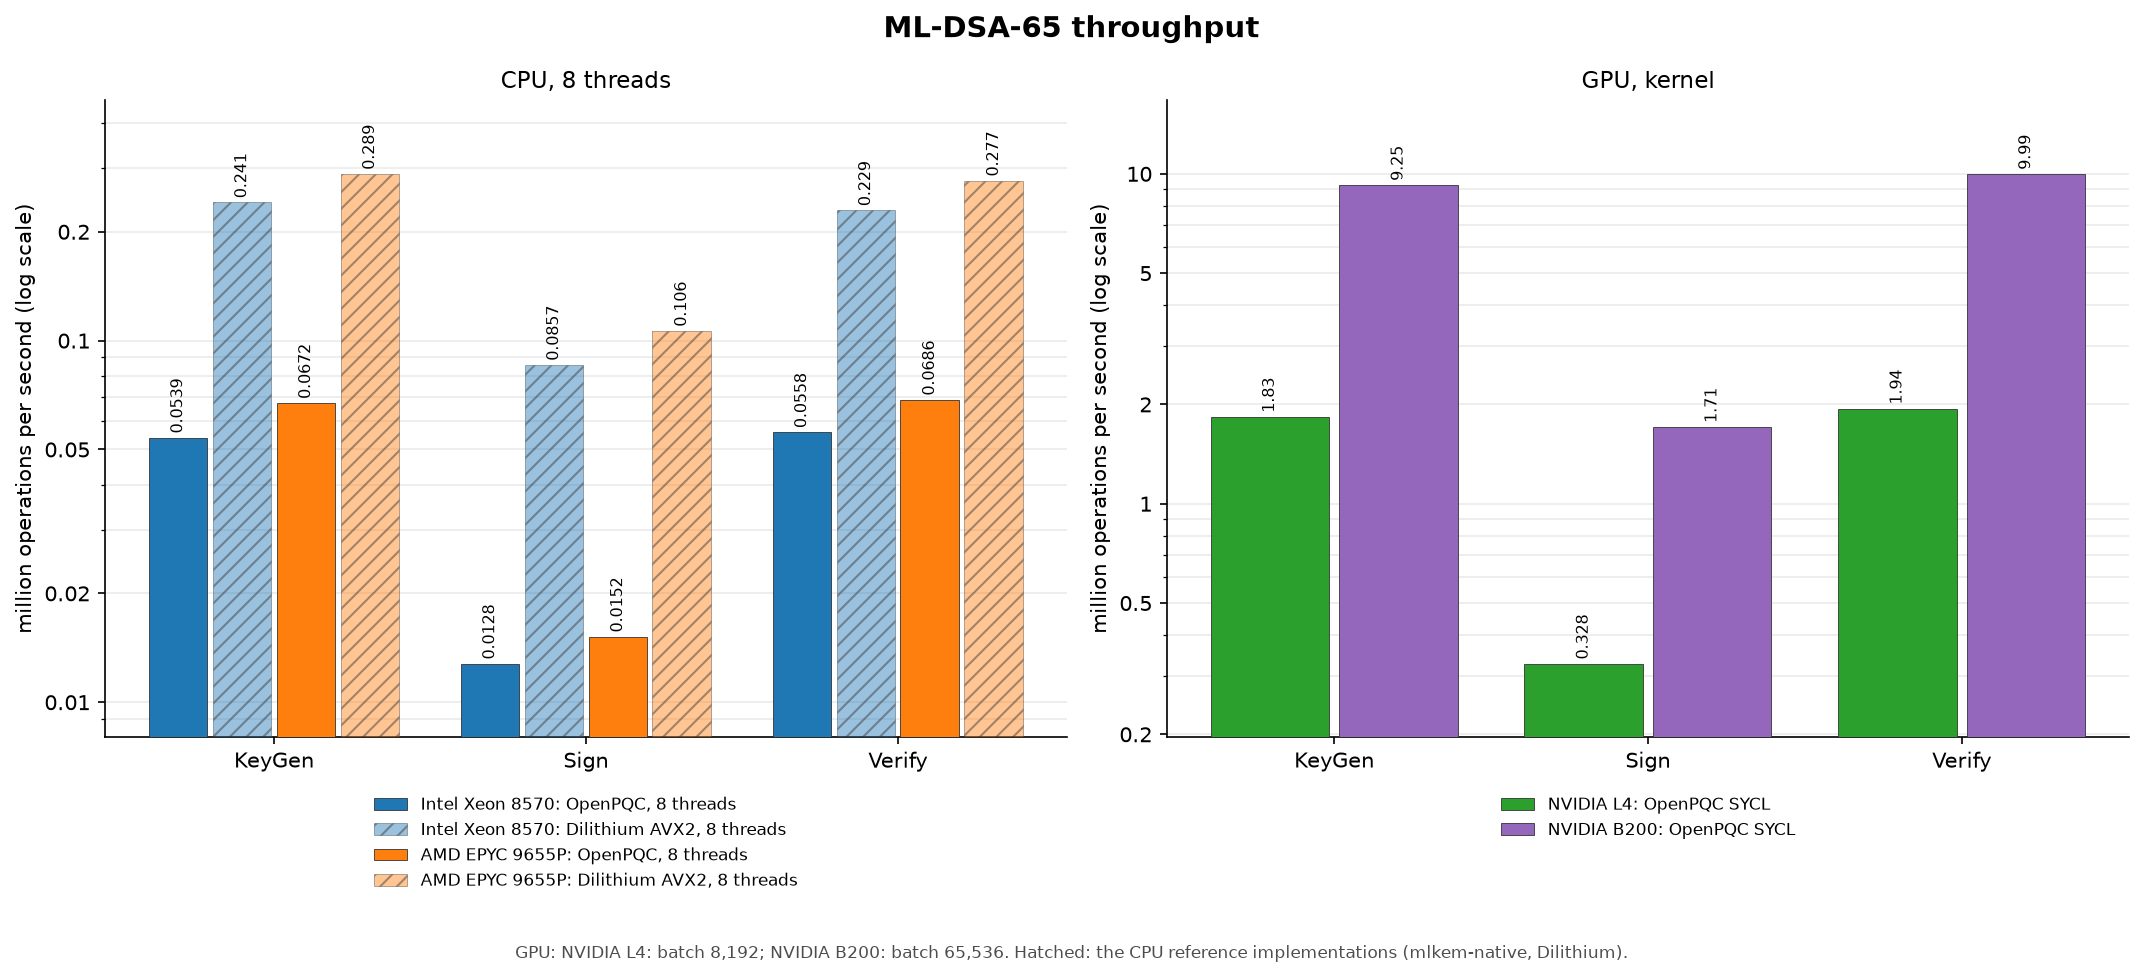 ML-DSA-65 throughput
CPU, 8 threads
million operations per second (log scale)
0.2
0.1
0.05
0.02
0.01
0.0539
0.241
0.0672
0.289
0.0128
0.0857
0.0152
0.106
0.0558
0.229
0.0686
0.277
KeyGen
Sign
Verify
Intel Xeon 8570: OpenPQC, 8 threads
Intel Xeon 8570: Dilithium AVX2, 8 threads
AMD EPYC 9655P: OpenPQC, 8 threads
AMD EPYC 9655P: Dilithium AVX2, 8 threads
GPU, kernel
million operations per second (log scale)
10
5
2
1
0.5
0.2
1.83
9.25
0.328
1.71
1.94
9.99
KeyGen
Sign
Verify
NVIDIA L4: OpenPQC SYCL
NVIDIA B200: OpenPQC SYCL
GPU: NVIDIA L4: batch 8,192; NVIDIA B200: batch 65,536. Hatched: the CPU reference implementations (mlkem-native, Dilithium).